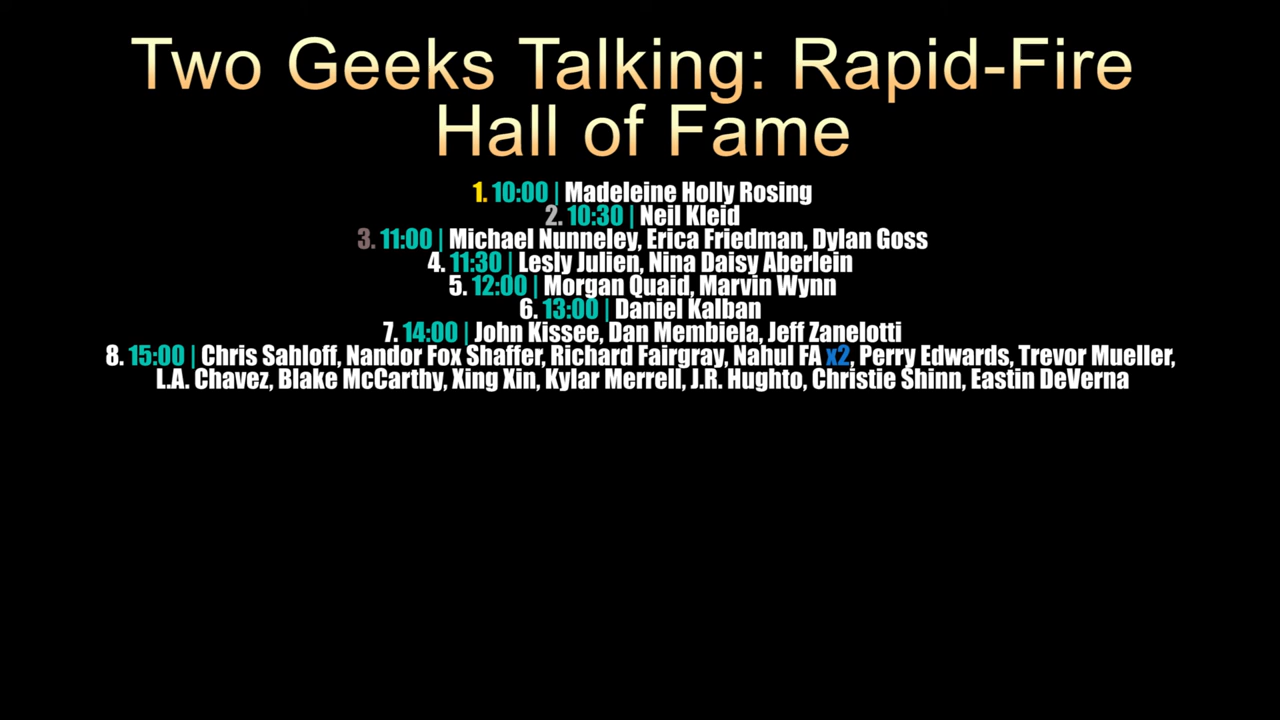 Two Geeks Talking: Rapid-Fire
Hall of Fame
1. 10:00 | Madeleine Holly Rosing
2. 10:30 | Neil Kleid
3. 11:00 | Michael Nunneley, Erica Friedman, Dylan Goss
4. 11:30 | Lesly Julien, Nina Daisy Aberlein
5. 12:00 | Morgan Quaid, Marvin Wynn
6. 13:00 | Daniel Kalban
7. 14:00 | John Kissee, Dan Membiela, Jeff Zanelotti
8. 15:00 | Chris Sahloff, Nandor Fox Shaffer, Richard Fairgray, Nahul FA x2, Perry Edwards, Trevor Mueller,
L.A. Chavez, Blake McCarthy, Xing Xin, Kylar Merrell, J.R. Hughto, Christie Shinn, Eastin DeVerna